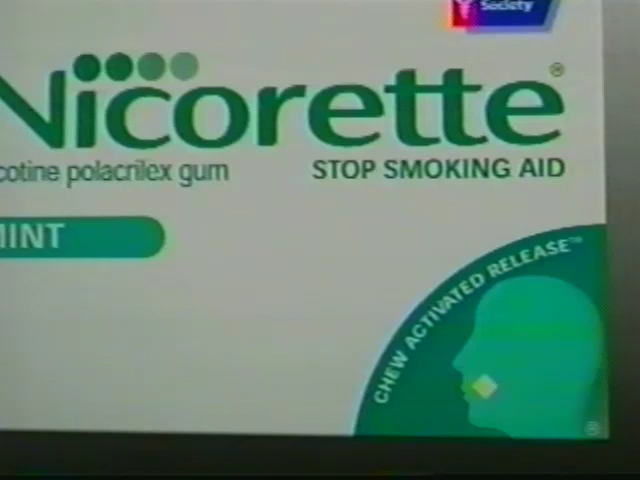 Society
Nicorette®
cotine polacrilex gum
STOP SMOKING AID
MINT
CHEW ACTIVATED RELEASE™
®